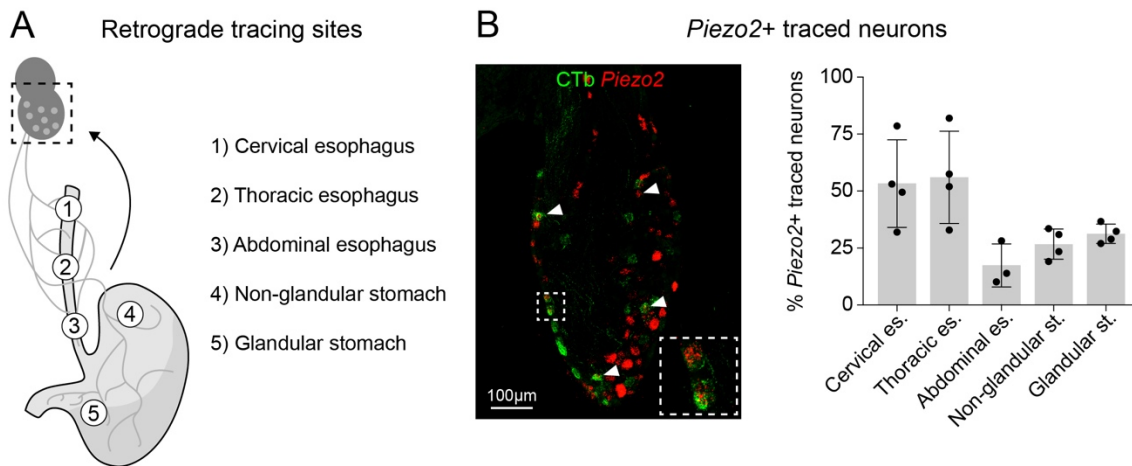 A
Retrograde tracing sites
1
2
3
4
5
1) Cervical esophagus
2) Thoracic esophagus
3) Abdominal esophagus
4) Non-glandular stomach
5) Glandular stomach
B
Piezo2+ traced neurons
CTb Piezo2
100µm
% Piezo2+ traced neurons
100
75
50
25
0
Cervical es.
Thoracic es.
Abdominal es.
Non-glandular st.
Glandular st.